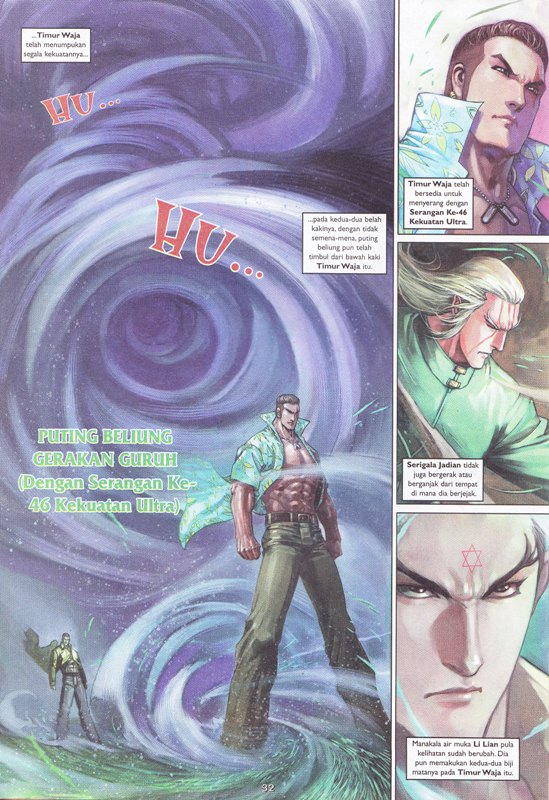 ...Timur Waja
telah menumpukan
segala kekuatannya...
HU...
HU...
...pada kedua-dua belah
kakinya, dengan tidak
semena-mena, puting
beliung pun telah
timbul dari bawah kaki
Timur Waja itu.
PUTING BELIUNG
GERAKAN GURUH
(Dengan Serangan Ke-
46 Kekuatan Ultra)
Timur Waja telah
bersedia untuk
menyerang dengan
Serangan Ke-46
Kekuatan Ultra.
Serigala Jadian tidak
juga bergerak atau
berganjak dari tempat
di mana dia berjejak.
Manakala air muka Li Lian pula
kelihatan sudah berubah. Dia
pun memakukan kedua-dua biji
matanya pada Timur Waja itu.
32